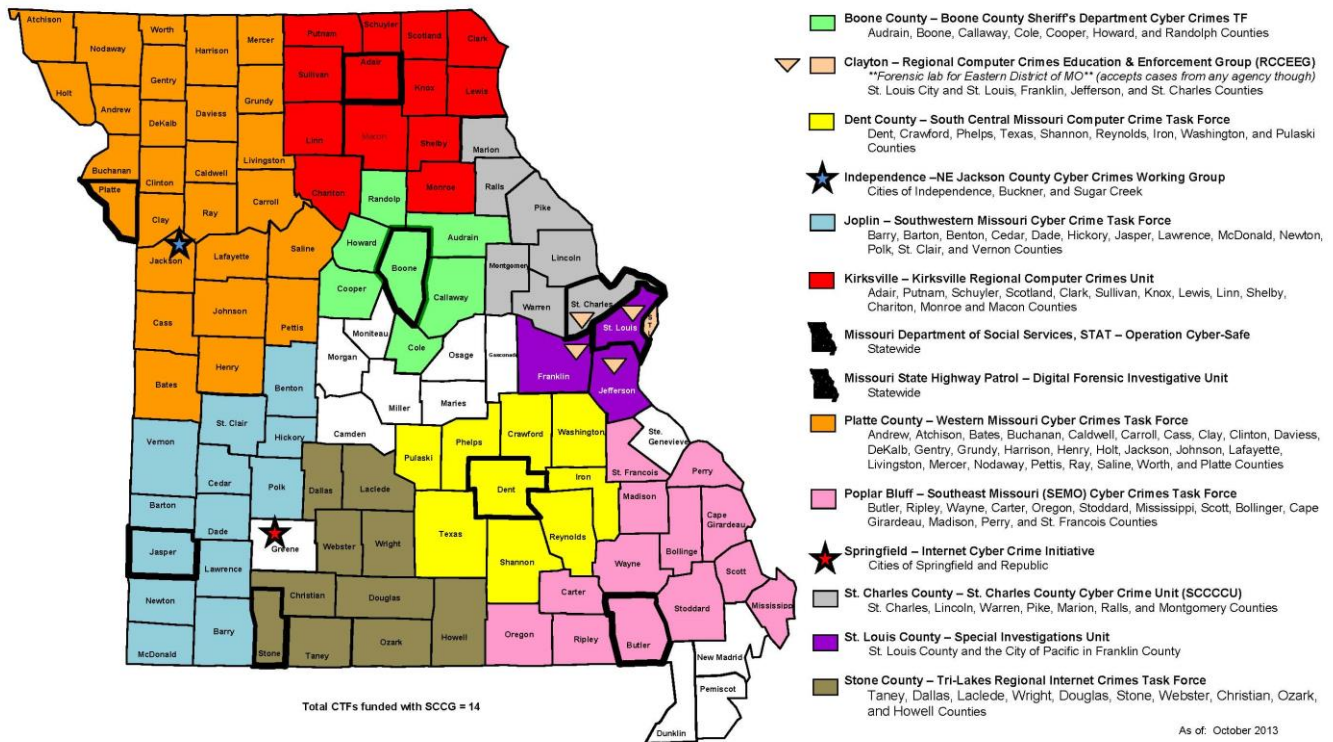 Atchison
Nodaway
Worth
Harrison
Mercer
Putnam
Schuyler
Scotland
Clark
Gentry
Sullivan
Adair
Knox
Lewis
Holt
Andrew
DeKalb
Daviess
Grundy
Linn
Macon
Shelby
Marion
Buchanan
Clinton
Caldwell
Livingston
Chariton
Monroe
Ralls
Platte
Clay
Ray
Carroll
Randolp
Pike
Jackson
Lafayette
Saline
Howard
Boone
Audrain
Lincoln
Cooper
Callaway
Montgomery
Warren
St. Charles
St. Louis
STL
Cass
Johnson
Pettis
Moniteau
Cole
Osage
Gasconade
Franklin
Jefferson
Bates
Henry
Benton
Morgan
Miller
Maries
St. Clair
Hickory
Camden
Crawford
Washington
Ste.
Genevieve
Vernon
Pulaski
Phelps
Cedar
Polk
Dallas
Laclede
Dent
Iron
St. Francois
Perry
Barton
Dade
Greene
Webster
Wright
Texas
Reynolds
Madison
Cape
Girardeau
Jasper
Lawrence
Shannon
Wayne
Bollinge
Scott
Newton
Christian
Douglas
Carter
Stoddard
Mississipp
McDonald
Barry
Stone
Taney
Ozark
Howell
Oregon
Ripley
Butler
New Madrid
Pemiscot
Dunklin
Total CTFs funded with SCCG = 14
Boone County – Boone County Sheriff's Department Cyber Crimes TF
Audrain, Boone, Callaway, Cole, Cooper, Howard, and Randolph Counties
Clayton – Regional Computer Crimes Education & Enforcement Group (RCCEEG)
**Forensic lab for Eastern District of MO** (accepts cases from any agency though)
St. Louis City and St. Louis, Franklin, Jefferson, and St. Charles Counties
Dent County – South Central Missouri Computer Crime Task Force
Dent, Crawford, Phelps, Texas, Shannon, Reynolds, Iron, Washington, and Pulaski
Counties
Independence –NE Jackson County Cyber Crimes Working Group
Cities of Independence, Buckner, and Sugar Creek
Joplin – Southwestern Missouri Cyber Crime Task Force
Barry, Barton, Benton, Cedar, Dade, Hickory, Jasper, Lawrence, McDonald, Newton,
Polk, St. Clair, and Vernon Counties
Kirksville – Kirksville Regional Computer Crimes Unit
Adair, Putnam, Schuyler, Scotland, Clark, Sullivan, Knox, Lewis, Linn, Shelby,
Chariton, Monroe and Macon Counties
Missouri Department of Social Services, STAT – Operation Cyber-Safe
Statewide
Missouri State Highway Patrol – Digital Forensic Investigative Unit
Statewide
Platte County – Western Missouri Cyber Crimes Task Force
Andrew, Atchison, Bates, Buchanan, Caldwell, Carroll, Cass, Clay, Clinton, Daviess,
DeKalb, Gentry, Grundy, Harrison, Henry, Holt, Jackson, Johnson, Lafayette,
Livingston, Mercer, Nodaway, Pettis, Ray, Saline, Worth, and Platte Counties
Poplar Bluff – Southeast Missouri (SEMO) Cyber Crimes Task Force
Butler, Ripley, Wayne, Carter, Oregon, Stoddard, Mississippi, Scott, Bollinger, Cape
Girardeau, Madison, Perry, and St. Francois Counties
Springfield – Internet Cyber Crime Initiative
Cities of Springfield and Republic
St. Charles County – St. Charles County Cyber Crime Unit (SCCCCU)
St. Charles, Lincoln, Warren, Pike, Marion, Ralls, and Montgomery Counties
St. Louis County – Special Investigations Unit
St. Louis County and the City of Pacific in Franklin County
Stone County – Tri-Lakes Regional Internet Crimes Task Force
Taney, Dallas, Laclede, Wright, Douglas, Stone, Webster, Christian, Ozark,
and Howell Counties
As of: October 2013